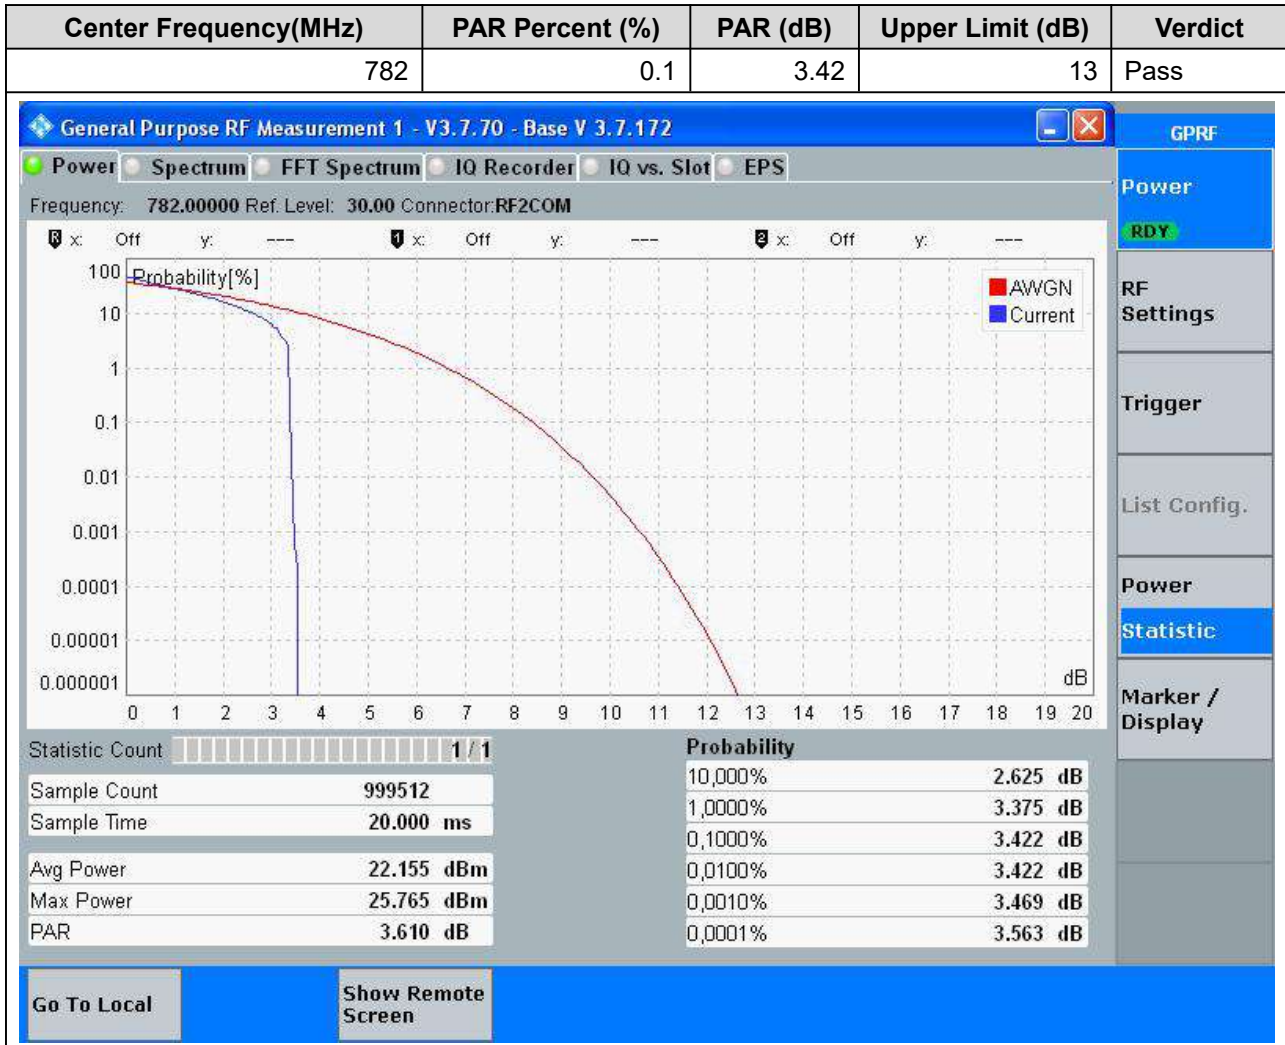 Center Frequency(MHz) PAR Percent (%) PAR (dB) Upper Limit (dB) Verdict
782 0.1 3.42 13 Pass
General Purpose RF Measurement 1 - V3.7.70 - Base V 3.7.172
GPRF
Power Spectrum FFT Spectrum IQ Recorder IQ vs. Slot EPS
Frequency: 782.00000 Ref. Level: 30.00 Connector:RF2COM
R x: Off y: --- 1 x: Off y: --- 2 x: Off y: ---
Probability[%]
AWGN
Current
100
10
1
0.1
0.01
0.001
0.0001
0.00001
0.000001
dB
0 1 2 3 4 5 6 7 8 9 10 11 12 13 14 15 16 17 18 19 20
Statistic Count 1 / 1
Sample Count 999512
Sample Time 20.000 ms
Avg Power 22.155 dBm
Max Power 25.765 dBm
PAR 3.610 dB
Probability
10,000% 2.625 dB
1,0000% 3.375 dB
0,1000% 3.422 dB
0,0100% 3.422 dB
0,0010% 3.469 dB
0,0001% 3.563 dB
Power
RDY
RF
Settings
Trigger
List Config.
Power
Statistic
Marker /
Display
Go To Local
Show Remote
Screen